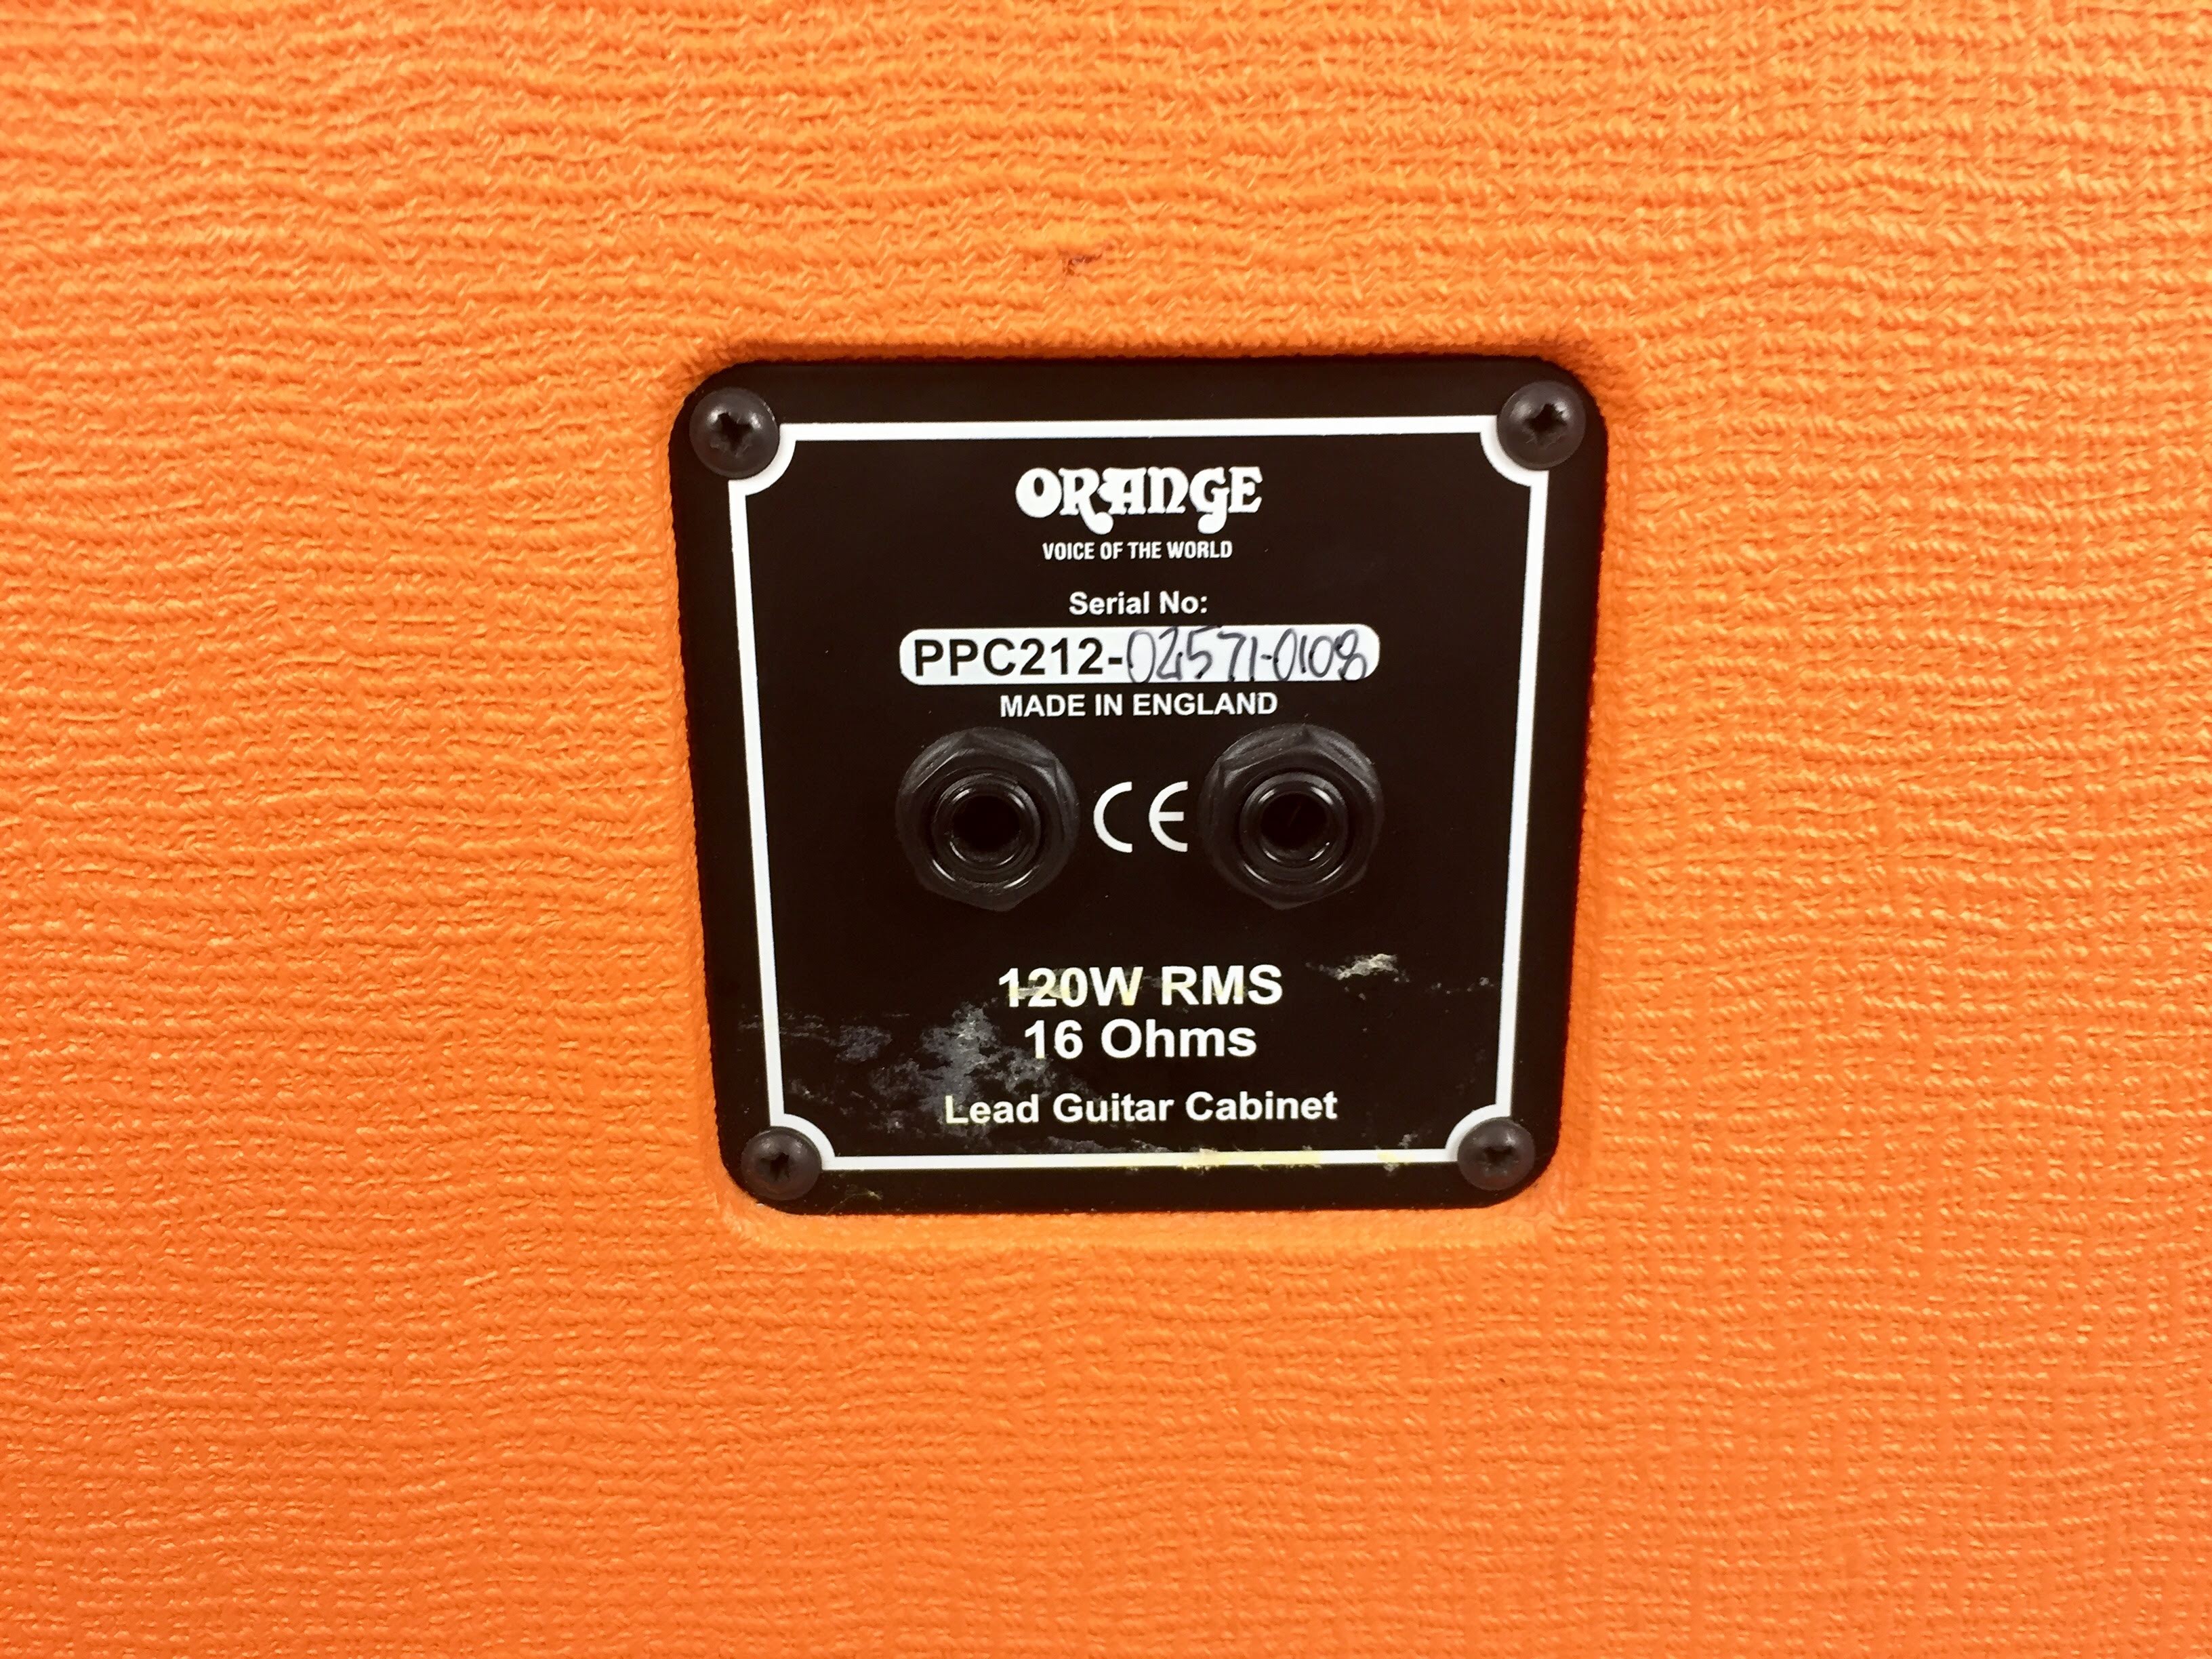 ORANGE
VOICE OF THE WORLD
Serial No:
PPC212-02571-0108
MADE IN ENGLAND
CE
120W RMS
16 Ohms
Lead Guitar Cabinet